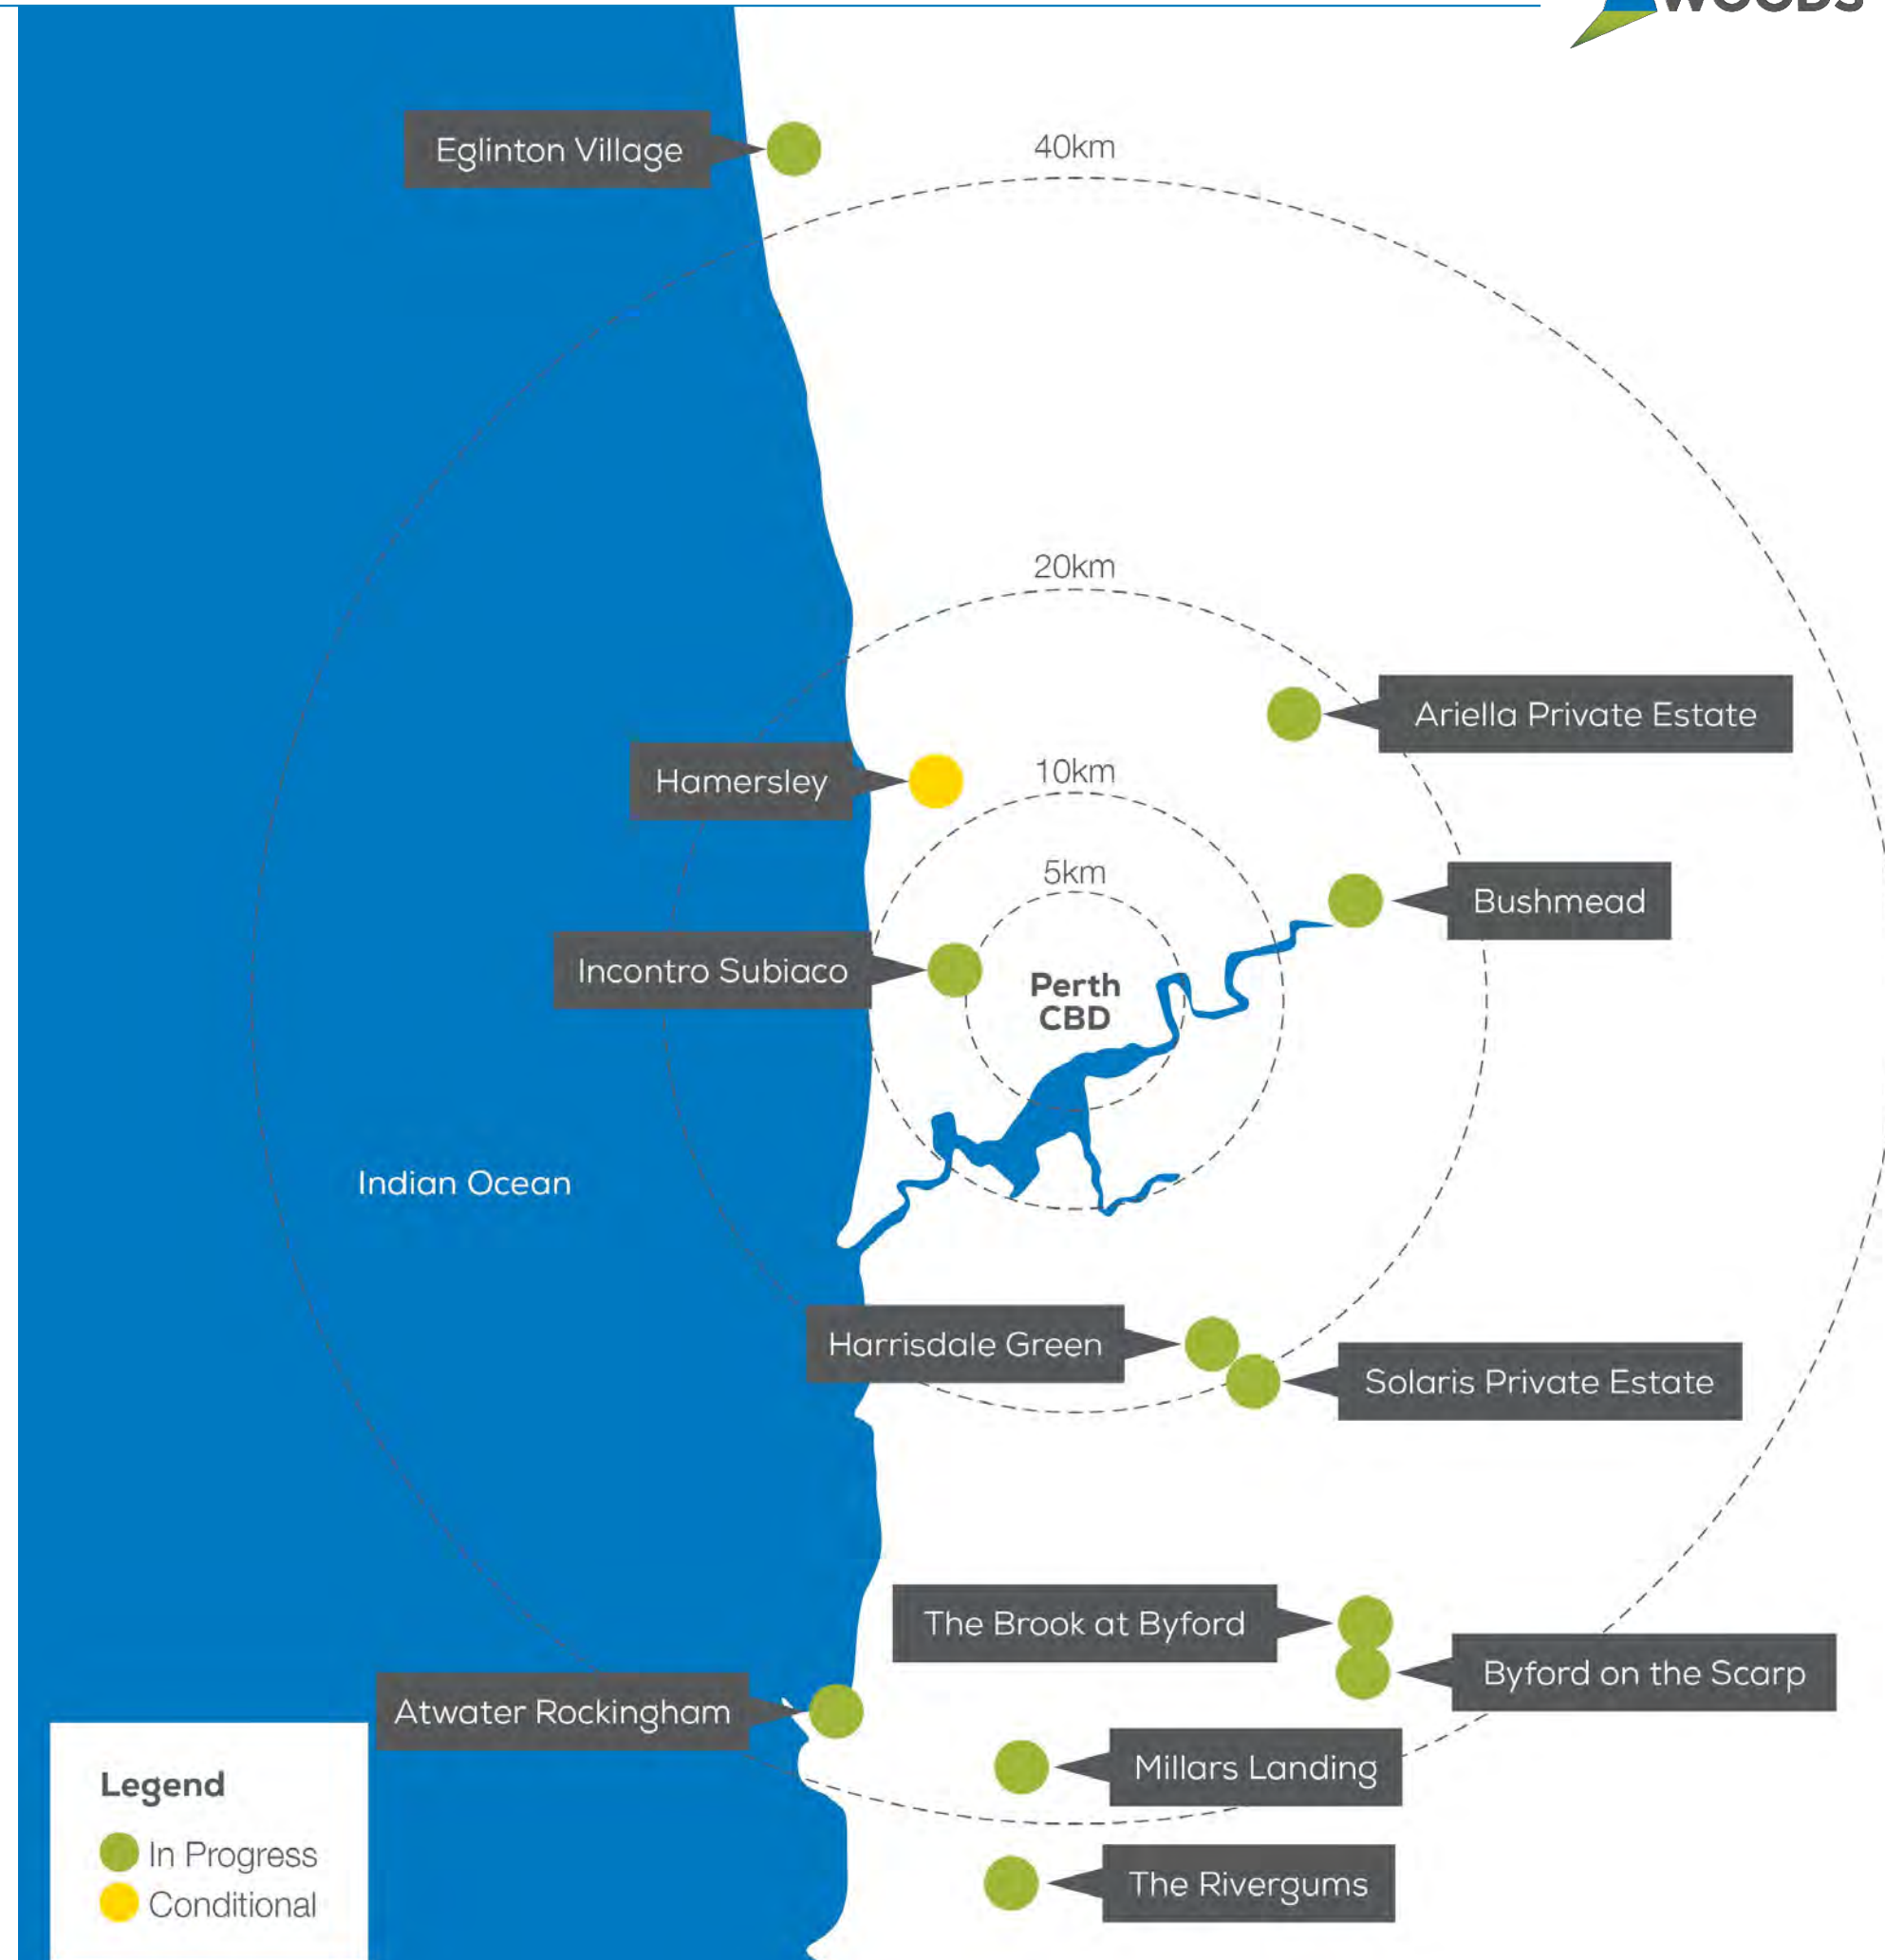 WOODS
Eglinton Village
40km
20km
Ariella Private Estate
Hamersley
10km
5km
Bushmead
Incontro Subiaco
Perth
CBD
Indian Ocean
Harrisdale Green
Solaris Private Estate
The Brook at Byford
Byford on the Scarp
Atwater Rockingham
Millars Landing
The Rivergums
Legend
In Progress
Conditional